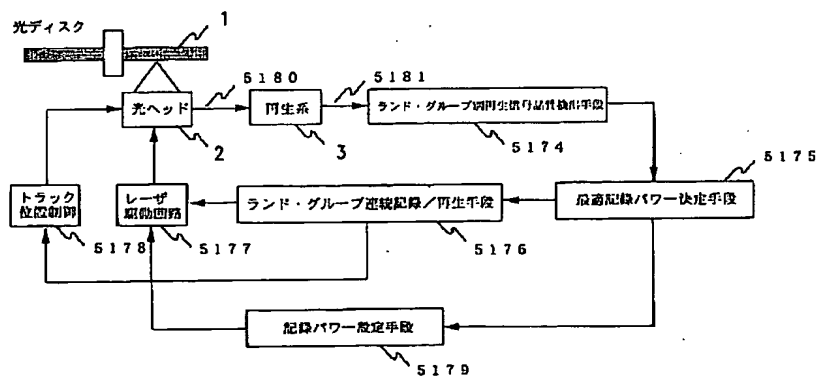 光ディスク
1
5180
5181
光ヘッド
再生系
ランド・グループ別再生信号品質検出手段
2
3
5174
5175
トラック
位置制御
レーザ
駆動回路
ランド・グループ連続記録/再生手段
最適記録パワー決定手段
5178
5177
5176
記録パワー設定手段
5179